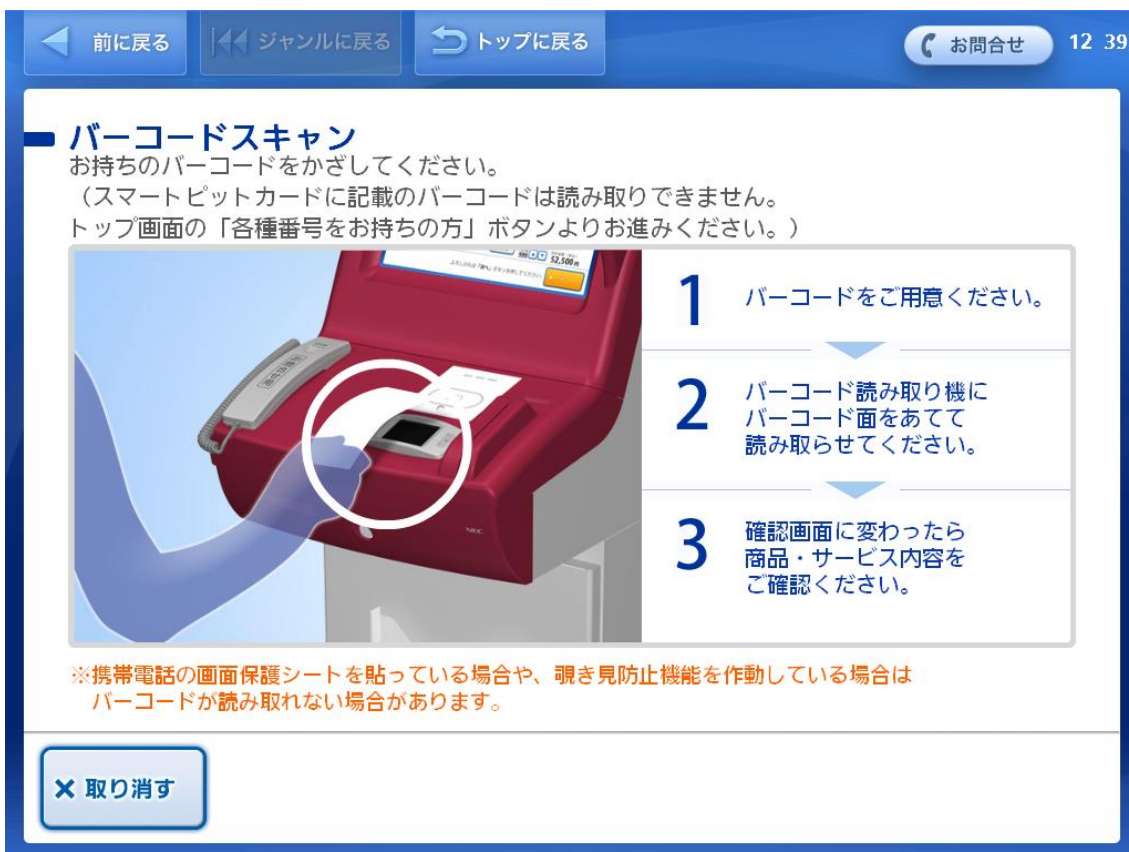 前に戻る
ジャンルに戻る
トップに戻る
お問合せ
12 39
バーコードスキャン
お持ちのバーコードをかざしてください。
(スマートピットカードに記載のバーコードは読み取りできません。
トップ画面の「各種番号をお持ちの方」ボタンよりお進みください。)
52,500
NEC
1 バーコードをご用意ください。
2 バーコード読み取り機に
バーコード面をあてて
読み取らせてください。
3 確認画面に変わったら
商品・サービス内容を
ご確認ください。
※携帯電話の画面保護シートを貼っている場合や、覗き見防止機能を作動している場合は
バーコードが読み取れない場合があります。
× 取り消す